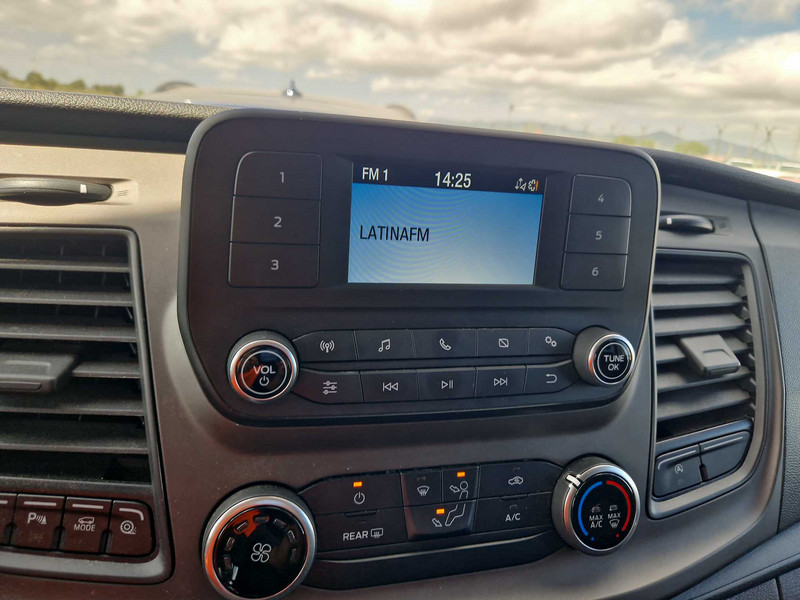 FM 1 14:25
LATINAFM
1
2
3
4
5
6
VOL
TUNE
OK
REAR
A/C
MAX
A/C
MAX
P
MODE
A